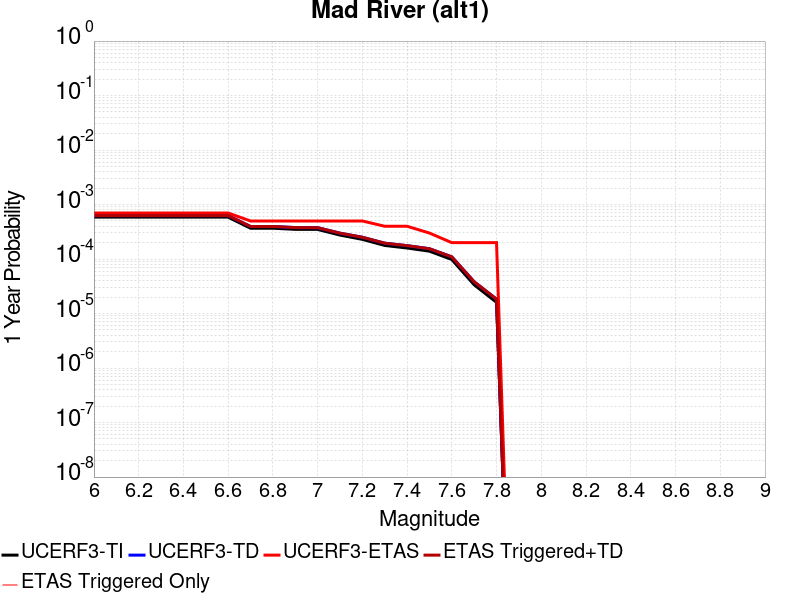 Mad River (alt1)
10^0
10^-1
10^-2
10^-3
10^-4
10^-5
10^-6
10^-7
10^-8
1 Year Probability
6 6.2 6.4 6.6 6.8 7 7.2 7.4 7.6 7.8 8 8.2 8.4 8.6 8.8 9
Magnitude
UCERF3-TI UCERF3-TD UCERF3-ETAS ETAS Triggered+TD
ETAS Triggered Only